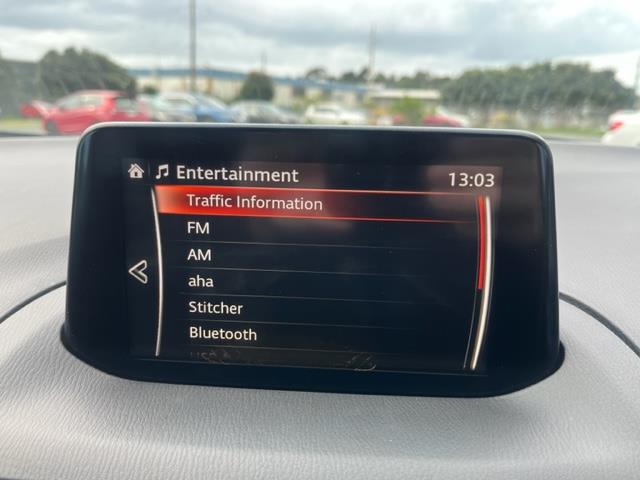 Entertainment 13:03
Traffic Information
FM
AM
aha
Stitcher
Bluetooth